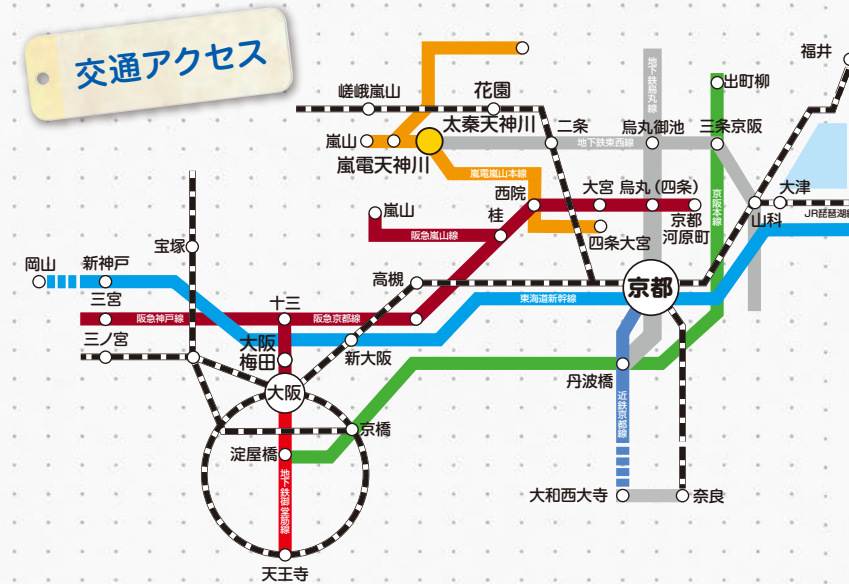 交通アクセス
福井
嵯峨嵐山
花園
地下鉄烏丸線
出町柳
太秦天神川
二条
烏丸御池
三条京阪
嵐山
地下鉄東西線
嵐電天神川
嵐電嵐山本線
西院
大宮
烏丸(四条)
京阪本線
大津
嵐山
桂
京都
河原町
山科
JR琵琶湖線
阪急嵐山線
四条大宮
宝塚
岡山
新神戸
高槻
京都
三宮
十三
東海道新幹線
阪急神戸線
阪急京都線
三ノ宮
大阪
梅田
新大阪
丹波橋
大阪
近鉄京都線
京橋
淀屋橋
地下鉄御堂筋線
大和西大寺
奈良
天王寺